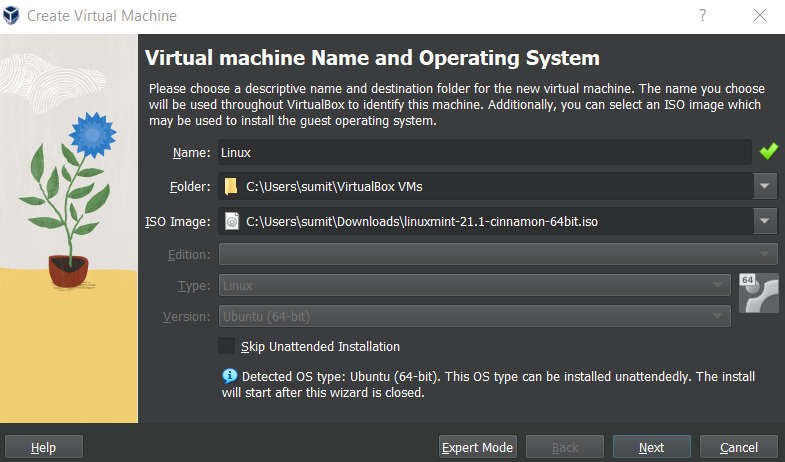 Create Virtual Machine
Virtual machine Name and Operating System
Please choose a descriptive name and destination folder for the new virtual machine. The name you choose
will be used throughout VirtualBox to identify this machine. Additionally, you can select an ISO image which
may be used to install the guest operating system.
Name: Linux
Folder: C:\Users\sumit\VirtualBox VMs
ISO Image: C:\Users\sumit\Downloads\linuxmint-21.1-cinnamon-64bit.iso
Edition:
Type: Linux
64
Version: Ubuntu (64-bit)
Skip Unattended Installation
Detected OS type: Ubuntu (64-bit). This OS type can be installed unattendedly. The install
will start after this wizard is closed.
Help Expert Mode Back Next Cancel